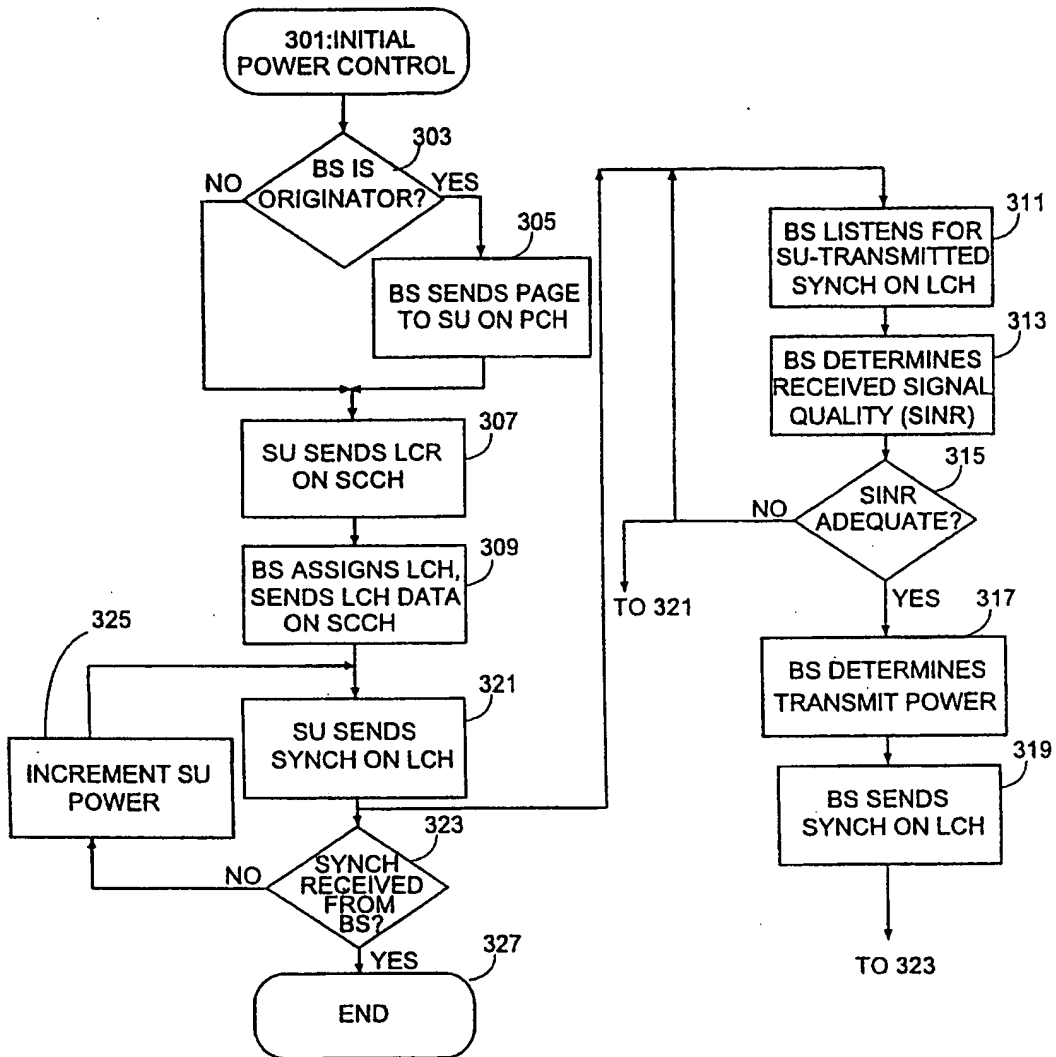 301:INITIAL
POWER CONTROL
303
BS IS
ORIGINATOR?
NO
YES
305
BS SENDS PAGE
TO SU ON PCH
307
SU SENDS LCR
ON SCCH
309
BS ASSIGNS LCH,
SENDS LCH DATA
ON SCCH
325
INCREMENT SU
POWER
321
SU SENDS
SYNCH ON LCH
323
SYNCH
RECEIVED
FROM
BS?
NO
YES
327
END
311
BS LISTENS FOR
SU-TRANSMITTED
SYNCH ON LCH
313
BS DETERMINES
RECEIVED SIGNAL
QUALITY (SINR)
315
SINR
ADEQUATE?
NO
TO 321
YES
317
BS DETERMINES
TRANSMIT POWER
319
BS SENDS
SYNCH ON LCH
TO 323